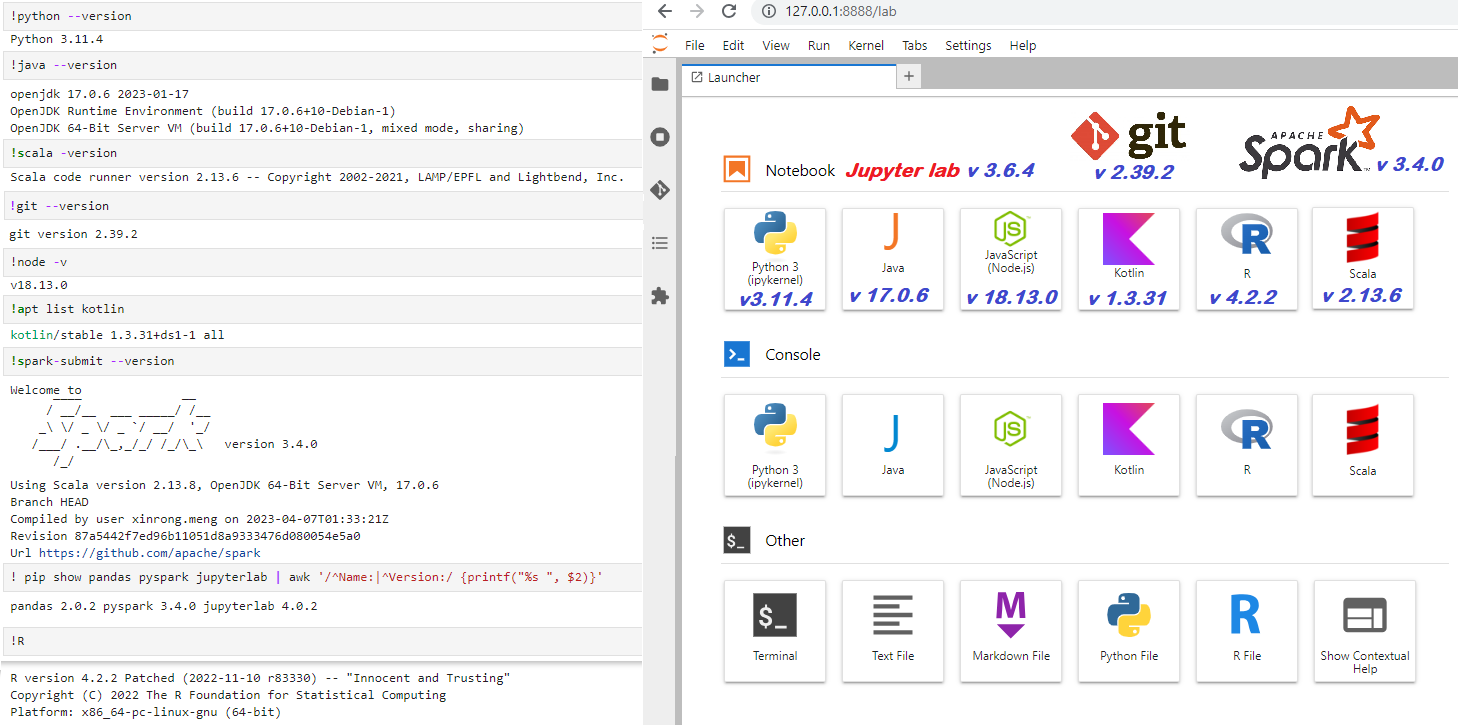 !python --version
Python 3.11.4
!java --version
openjdk 17.0.6 2023-01-17
OpenJDK Runtime Environment (build 17.0.6+10-Debian-1)
OpenJDK 64-Bit Server VM (build 17.0.6+10-Debian-1, mixed mode, sharing)
!scala -version
Scala code runner version 2.13.6 -- Copyright 2002-2021, LAMP/EPFL and Lightbend, Inc.
!git --version
git version 2.39.2
!node -v
v18.13.0
!apt list kotlin
kotlin/stable 1.3.31+ds1-1 all
!spark-submit --version
Welcome to
      ____              __
     / __/__  ___ _____/ /__
    _\ \/ _ \/ _ `/ __/  '_/
   /___/ .__/\_,_/_/ /_/\_\   version 3.4.0
      /_/
Using Scala version 2.13.8, OpenJDK 64-Bit Server VM, 17.0.6
Branch HEAD
Compiled by user xinrong.meng on 2023-04-07T01:33:21Z
Revision 87a5442f7ed96b11051d8a9333476d080054e5a0
Url https://github.com/apache/spark
! pip show pandas pyspark jupyterlab | awk '/^Name:|^Version:/ {printf("%s ", $2)}'
pandas 2.0.2 pyspark 3.4.0 jupyterlab 4.0.2
!R
R version 4.2.2 Patched (2022-11-10 r83330) -- "Innocent and Trusting"
Copyright (C) 2022 The R Foundation for Statistical Computing
Platform: x86_64-pc-linux-gnu (64-bit)
127.0.0.1:8888/lab
File Edit View Run Kernel Tabs Settings Help
Launcher +
git
v 2.39.2
APACHE
Spark™ v 3.4.0
Notebook Jupyter lab v 3.6.4
Python 3
(ipykernel)
v3.11.4
J
Java
v 17.0.6
JS
JavaScript
(Node.js)
v 18.13.0
Kotlin
v 1.3.31
R
R
v 4.2.2
Scala
v 2.13.6
>_ Console
Python 3
(ipykernel)
J
Java
JS
JavaScript
(Node.js)
Kotlin
R
R
Scala
$_ Other
$_
Terminal
Text File
M
Markdown File
Python File
R
R File
Show Contextual
Help